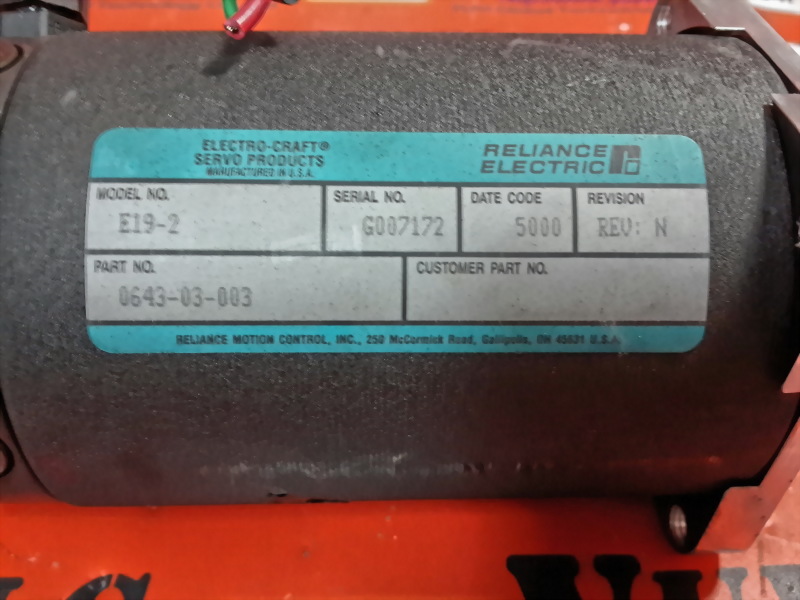 ELECTRO-CRAFT®
SERVO PRODUCTS
MANUFACTURED IN U.S.A.
RELIANCE
ELECTRIC
MODEL NO.
E19-2
SERIAL NO.
G007172
DATE CODE
5000
REVISION
REV: N
PART NO.
0643-03-003
CUSTOMER PART NO.
RELIANCE MOTION CONTROL, INC., 250 McCormick Road, Gallipolis, OH 45631 U.S.A.